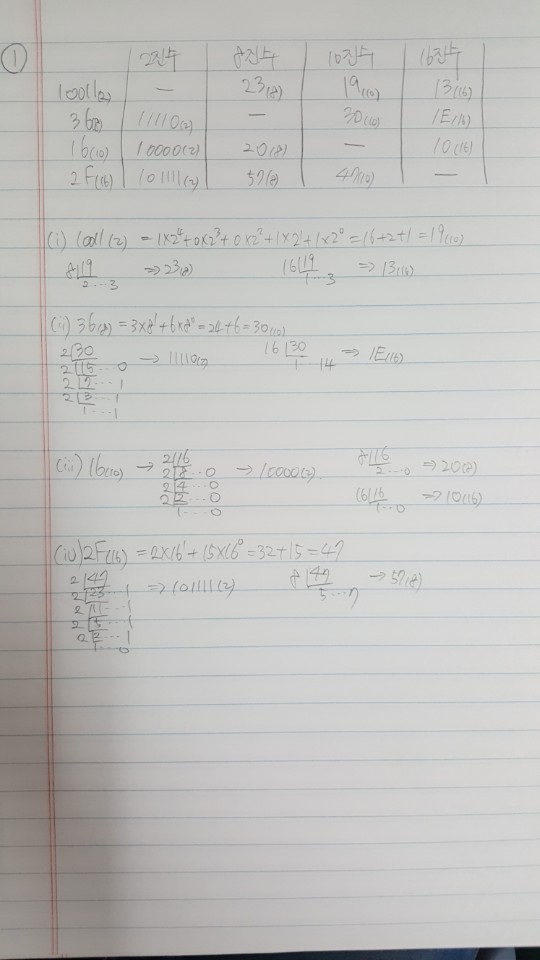 ①
2진수 8진수 10진수 16진수
10011(2) — 23(8) 19(10) 13(16)
36(8) 11110(2) — 30(10) 1E(16)
16(10) 10000(2) 20(8) — 10(16)
2F(16) 101111(2) 57(8) 47(10) —
(i) 10011(2) = 1×2⁴+0×2³+0×2²+1×2¹+1×2⁰=16+2+1=19(10)
8|19 ⇒23(8) 16|19 ⇒ 13(16)
2…3 1…3
(ii) 36(8) = 3×8¹+6×8⁰=24+6=30(10)
2|30 → 11110(2) 16|30 ⇒ 1E(16)
2|15…0 1…14
2|7…1
2|3…1
1…1
(iii) 16(10) → 2|16 → 10000(2) 8|16 ⇒20(8)
2|8…0 2…0
2|4…0 16|16 ⇒10(16)
2|2…0 1…0
1…0
(iv) 2F(16) = 2×16¹+15×16⁰=32+15=47
2|47 ⇒101111(2) 8|47 →57(8)
2|23…1 5…7
2|11…1
2|5…1
2|2…1
1…0